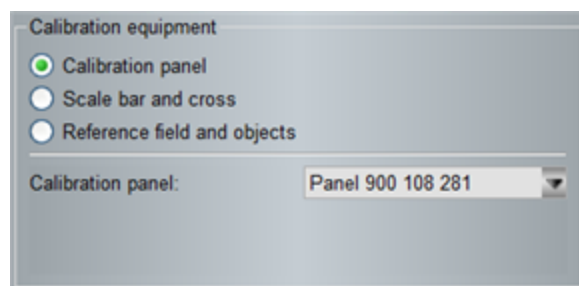 Calibration equipment
Calibration panel
Scale bar and cross
Reference field and objects
Calibration panel: Panel 900 108 281